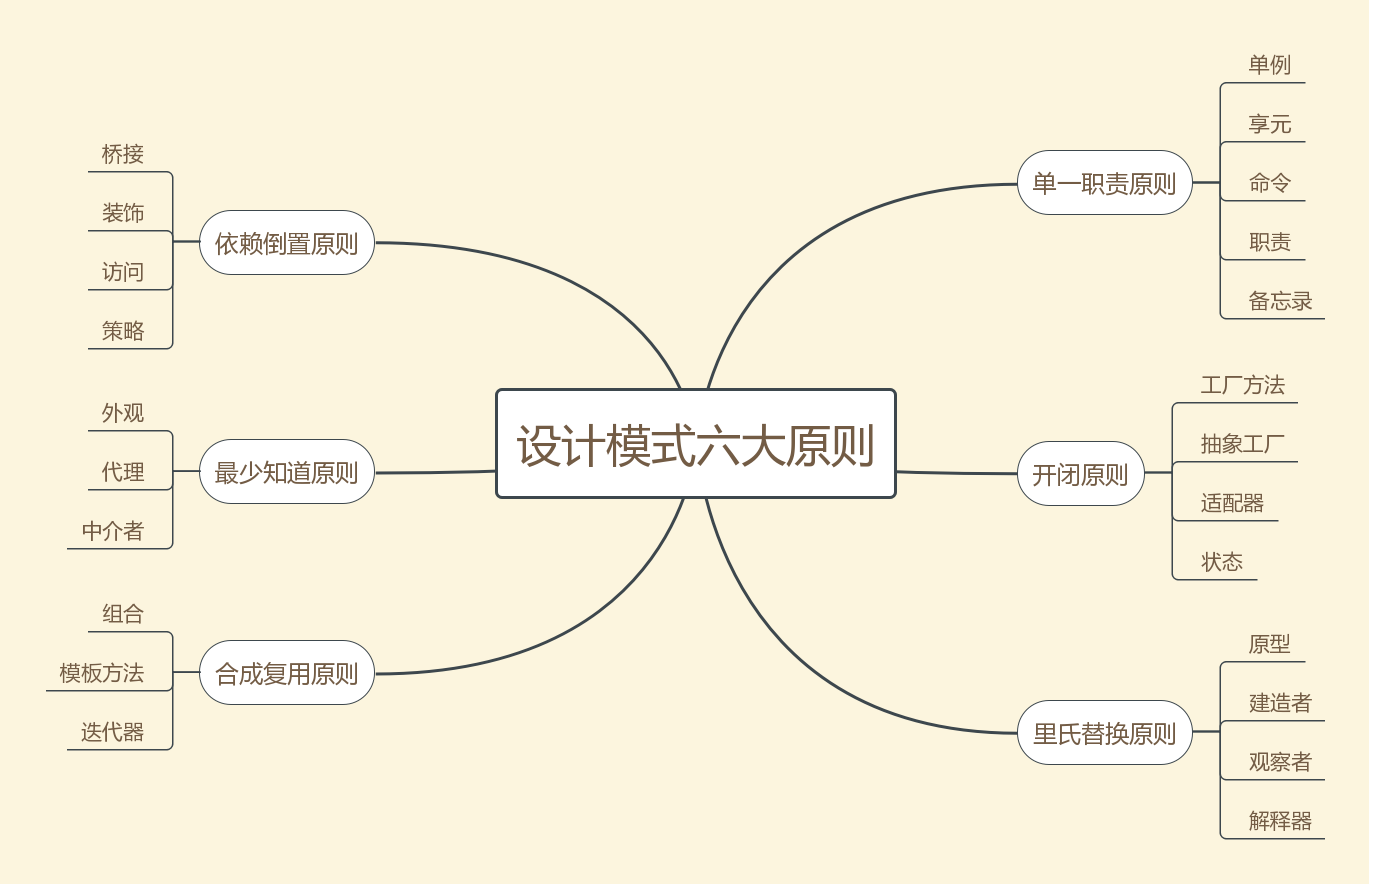 设计模式六大原则
单一职责原则
单例
享元
命令
职责
备忘录
开闭原则
工厂方法
抽象工厂
适配器
状态
里氏替换原则
原型
建造者
观察者
解释器
依赖倒置原则
桥接
装饰
访问
策略
最少知道原则
外观
代理
中介者
合成复用原则
组合
模板方法
迭代器